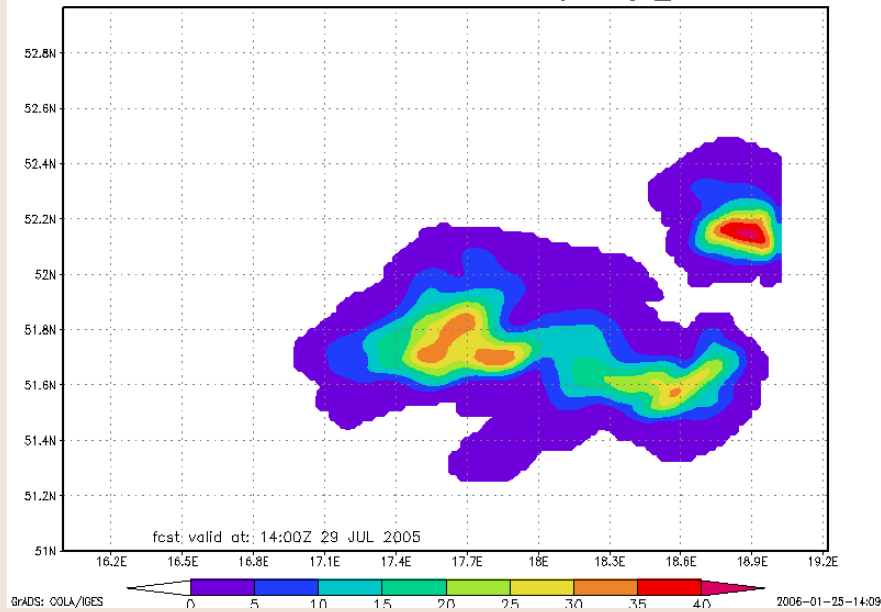 52.8N
52.6N
52.4N
52.2N
52N
51.8N
51.6N
51.4N
51.2N
51N
fcst valid at: 14:00Z 29 JUL 2005
16.2E 16.5E 16.8E 17.1E 17.4E 17.7E 18E 18.3E 18.6E 18.9E 19.2E
0 5 10 15 20 25 30 35 40
GrADS: COLA/IGES 2006-01-25-14:09